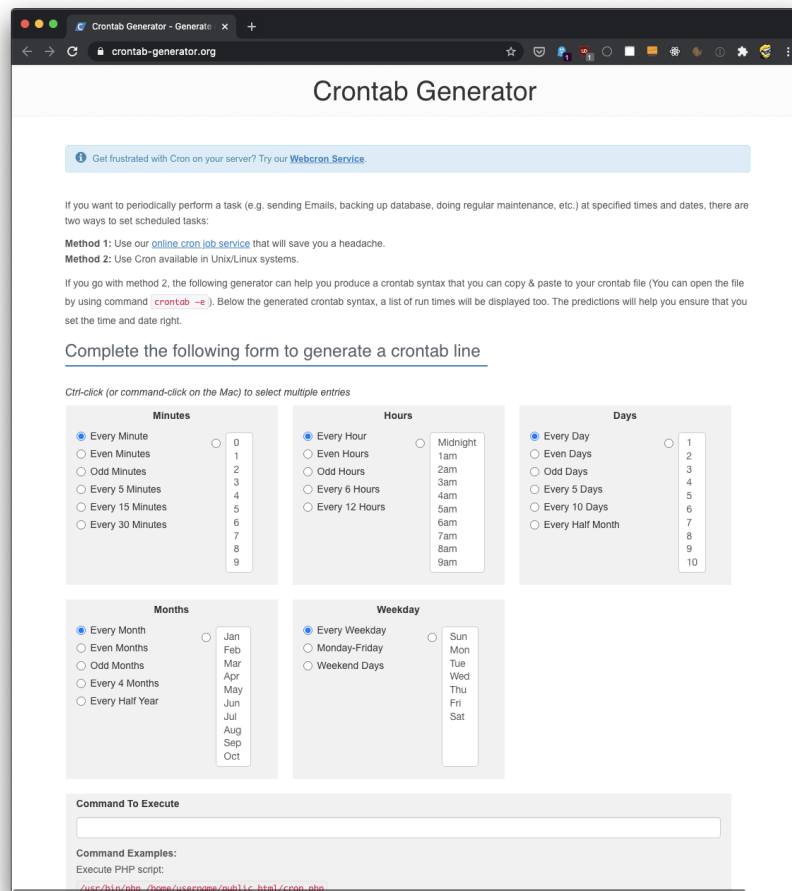 Crontab Generator - Generate
crontab-generator.org
Crontab Generator
Get frustrated with Cron on your server? Try our Webcron Service.
If you want to periodically perform a task (e.g. sending Emails, backing up database, doing regular maintenance, etc.) at specified times and dates, there are
two ways to set scheduled tasks:
Method 1: Use our online cron job service that will save you a headache.
Method 2: Use Cron available in Unix/Linux systems.
If you go with method 2, the following generator can help you produce a crontab syntax that you can copy & paste to your crontab file (You can open the file
by using command crontab -e ). Below the generated crontab syntax, a list of run times will be displayed too. The predictions will help you ensure that you
set the time and date right.
Complete the following form to generate a crontab line
Ctrl-click (or command-click on the Mac) to select multiple entries
Minutes
Every Minute
Even Minutes
Odd Minutes
Every 5 Minutes
Every 15 Minutes
Every 30 Minutes
0
1
2
3
4
5
6
7
8
9
Hours
Every Hour
Even Hours
Odd Hours
Every 6 Hours
Every 12 Hours
Midnight
1am
2am
3am
4am
5am
6am
7am
8am
9am
Days
Every Day
Even Days
Odd Days
Every 5 Days
Every 10 Days
Every Half Month
1
2
3
4
5
6
7
8
9
10
Months
Every Month
Even Months
Odd Months
Every 4 Months
Every Half Year
Jan
Feb
Mar
Apr
May
Jun
Jul
Aug
Sep
Oct
Weekday
Every Weekday
Monday-Friday
Weekend Days
Sun
Mon
Tue
Wed
Thu
Fri
Sat
Command To Execute
Command Examples:
Execute PHP script:
/usr/bin/php /home/username/public_html/cron.php